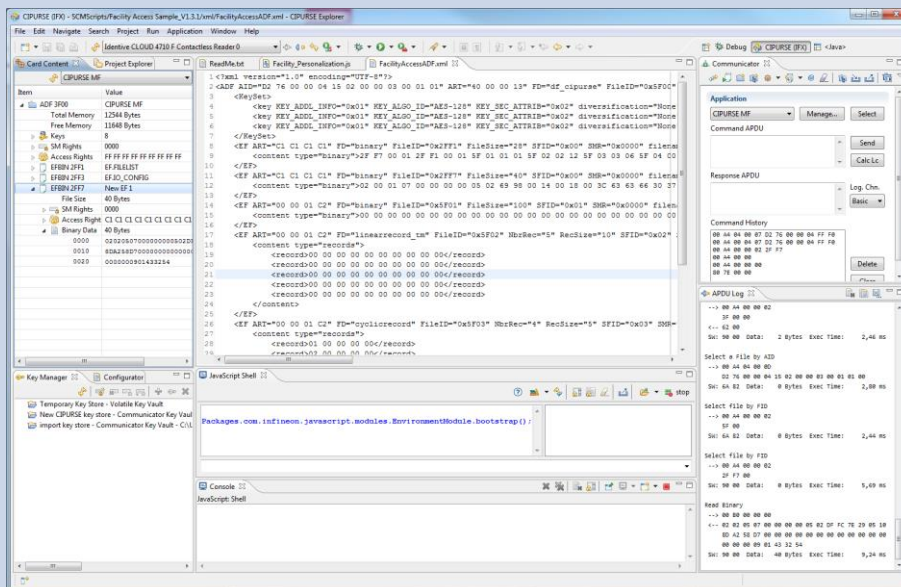 CIPURSE (IFX) - SCMScripts/Facility Access Sample_V1.3.1/xml/FacilityAccessADF.xml - CIPURSE Explorer
File Edit Navigate Search Project Run Application Window Help
Identive CLOUD 4710 F Contactless Reader 0
Debug CIPURSE (IFX) <Java>
Card Content Project Explorer
CIPURSE MF
Item Value
ADF 3F00 CIPURSE MF
Total Memory 12544 Bytes
Free Memory 11648 Bytes
Keys 8
SM Rights 0000
Access Rights FF FF FF FF FF FF FF FF
EFBIN 2FF1 EF.FILELIST
EFBIN 2FF3 EF.IO_CONFIG
EFBIN 2FF7 New EF 1
File Size 40 Bytes
SM Rights 0000
Access Right C1 C1 C1 C1 C1 C1 C1
Binary Data 40 Bytes
0000
0010
0020 0000000901433254
ReadMe.txt Facility_Personalization.js FacilityAccessADF.xml
1 <?xml version="1.0" encoding="UTF-8"?>
2 <ADF AID="D2 76 00 00 04 15 02 00 00 03 00 01 01" ART="60 00 00 13" FD="df_cipurse" FileID="0x5F00"
3 <KeySet>
4 <key KEY_ADDL_INFO="0x01" KEY_ALGO_ID="AES-128" KEY_SEC_ATTRIB="0x02" diversification="None
5 <key KEY_ADDL_INFO="0x01" KEY_ALGO_ID="AES-128" KEY_SEC_ATTRIB="0x02" diversification="None
6 <key KEY_ADDL_INFO="0x01" KEY_ALGO_ID="AES-128" KEY_SEC_ATTRIB="0x02" diversification="None
7 </KeySet>
8 <EF ART="C1 C1 C1 C1" FD="binary" FileID="0x2FF1" FileSize="28" SFID="0x00" SMR="0x0000" filenam
9 <content type="binary">2F F7 00 01 2F F1 00 01 5F 01 01 01 5F 02 02 12 5F 03 03 06 5F 04 0
10 </EF>
11 <EF ART="C1 C1 C1 C1" FD="binary" FileID="0x2FF7" FileSize="40" SFID="0x00" SMR="0x0000" filenam
12 <content type="binary">02 00 01 07 00 00 00 00 05 02 69 98 00 14 00 18 00 3C 63 63 66 30 37
13 </EF>
14 <EF ART="00 00 01 C2" FD="binary" FileID="0x5F01" FileSize="100" SFID="0x01" SMR="0x0000" filen
15 <content type="binary">00 00 00 00 00 00 00 00 00 00 00 00 00 00 00 00 00 00 00 00 00 00 00
16 </EF>
17 <EF ART="00 00 01 C2" FD="linearrecord_tm" FileID="0x5F02" NbrRec="5" RecSize="10" SFID="0x02"
18 <content type="records">
19 <record>00 00 00 00 00 00 00 00 00 00</record>
20 <record>00 00 00 00 00 00 00 00 00 00</record>
21 <record>00 00 00 00 00 00 00 00 00 00</record>
22 <record>00 00 00 00 00 00 00 00 00 00</record>
23 <record>00 00 00 00 00 00 00 00 00 00</record>
24 </content>
25 </EF>
26 <EF ART="00 00 01 C2" FD="cyclicrecord" FileID="0x5F03" NbrRec="4" RecSize="5" SFID="0x03" SMR=
27 <content type="records">
28 <record>01 00 00 00 00</record>
Communicator
Application
CIPURSE MF Manage... Select
Command APDU
Send
Calc Lc
Response APDU
Log. Chn.
Basic
Command History
00 A4 04 00 07 D2 76 00 00 04 FF F0
00 A4 04 00 07 D2 76 00 00 04 FF F0
00 A4 00 00 02 2F F7
00 A4 00 00
00 A4 00 00
Delete
APDU Log
--> 00 A4 00 00 02
3F 00 00
<-- 62 00
SW: 90 00 Data: 2 Bytes Exec Time: 2,46 ms
Select a File by AID
--> 00 A4 04 00 0D
D2 76 00 00 04 15 02 00 00 03 00 01 01 00
SW: 6A 82 Data: 0 Bytes Exec Time: 2,80 ms
Select file by FID
--> 00 A4 00 00 02
5F 00
SW: 6A 82 Data: 0 Bytes Exec Time: 2,44 ms
Select file by FID
--> 00 A4 00 00 02
2F F7 00
SW: 90 00 Data: 0 Bytes Exec Time: 5,69 ms
Read Binary
--> 00 B0 00 00 00
<-- 02 02 05 07 00 00 00 00 05 02 DF FC 7E 29 05 10
8D A2 58 D7 00 00 00 00 00 00 00 00 00 00 00 00
00 00 00 09 01 43 32 54
SW: 90 00 Data: 40 Bytes Exec Time: 9,24 ms
Key Manager Configurator
Temporary Key Store - Volatile Key Vault
New CIPURSE key store - Communicator Key Vaul
import key store - Communicator Key Vault - C:\
JavaScript Shell
stop
Packages.com.infineon.javascript.modules.EnvironmentModule.bootstrap();
Console
JavaScript: Shell